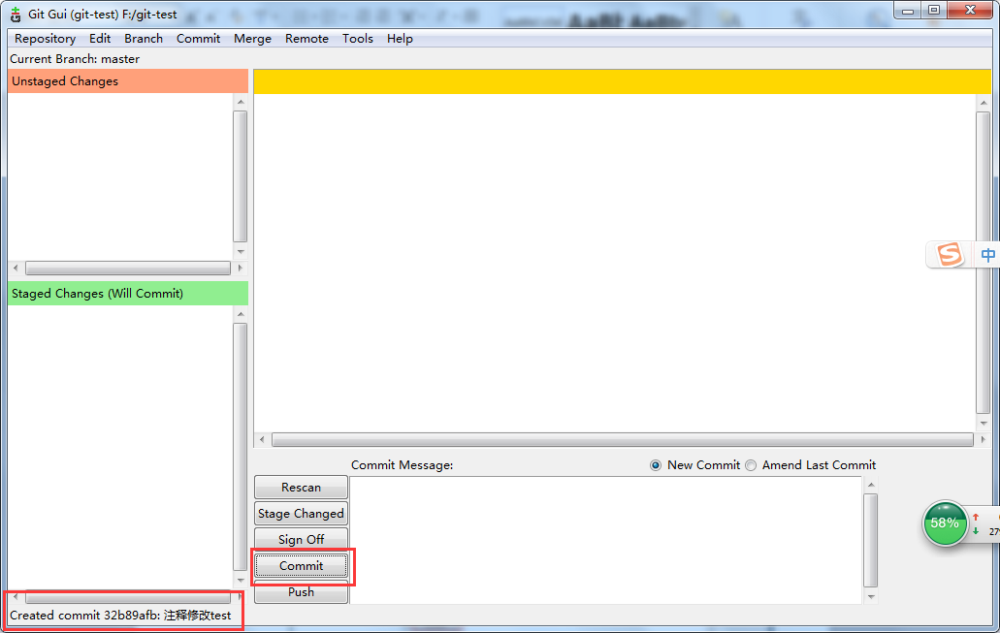 Git Gui (git-test) F:/git-test
Repository Edit Branch Commit Merge Remote Tools Help
Current Branch: master
Unstaged Changes
中
Staged Changes (Will Commit)
Commit Message: New Commit Amend Last Commit
Rescan
Stage Changed
Sign Off
58%
Commit
Push
Created commit 32b89afb: 注释修改test